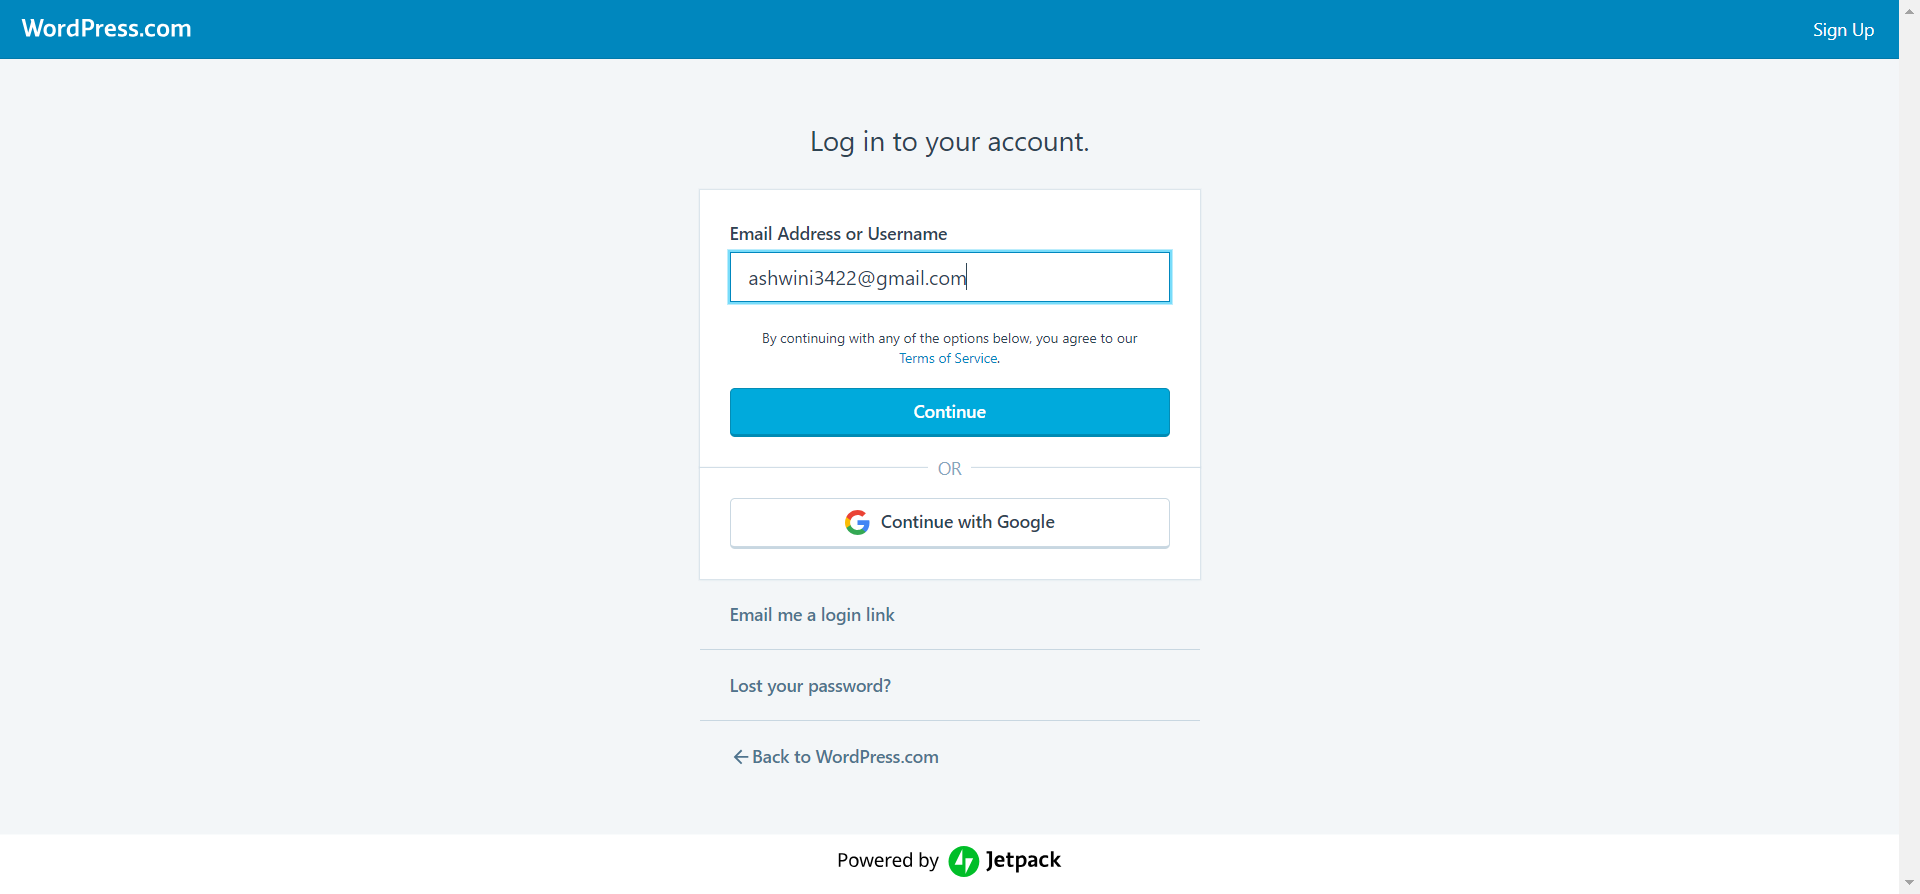 WordPress.com
Sign Up
Log in to your account.
Email Address or Username
ashwini3422@gmail.com
By continuing with any of the options below, you agree to our
Terms of Service.
Continue
OR
Continue with Google
Email me a login link
Lost your password?
Back to WordPress.com
Powered by Jetpack